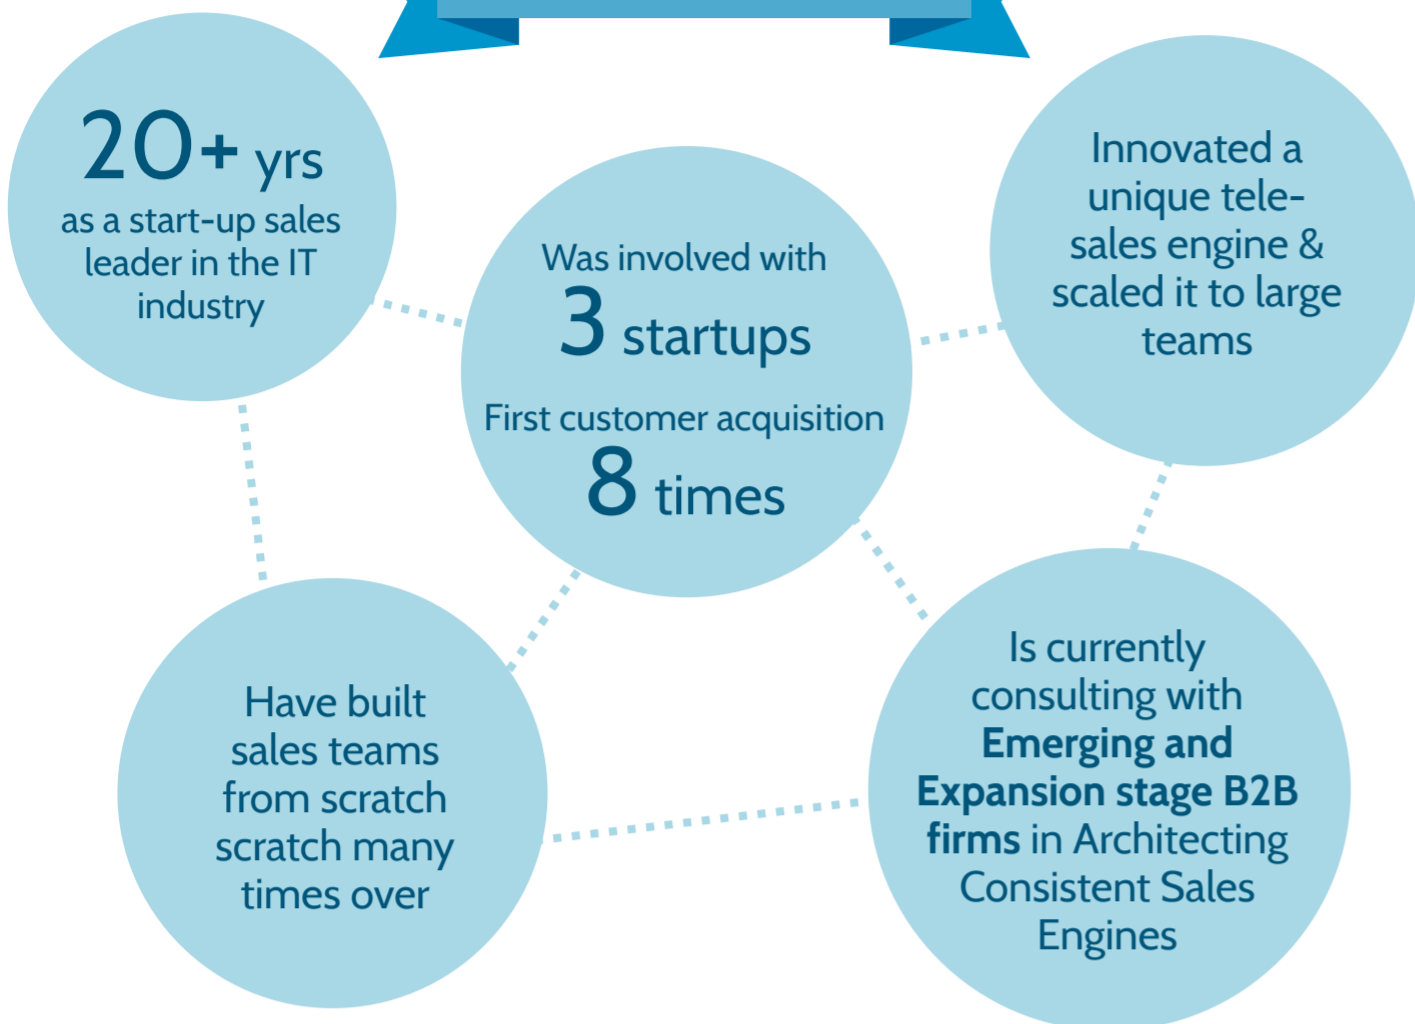 20+ yrs
as a start-up sales
leader in the IT
industry
Was involved with
3 startups
First customer acquisition
8 times
Innovated a
unique tele-
sales engine &
scaled it to large
teams
Have built
sales teams
from scratch
scratch many
times over
Is currently
consulting with
Emerging and
Expansion stage B2B
firms in Architecting
Consistent Sales
Engines